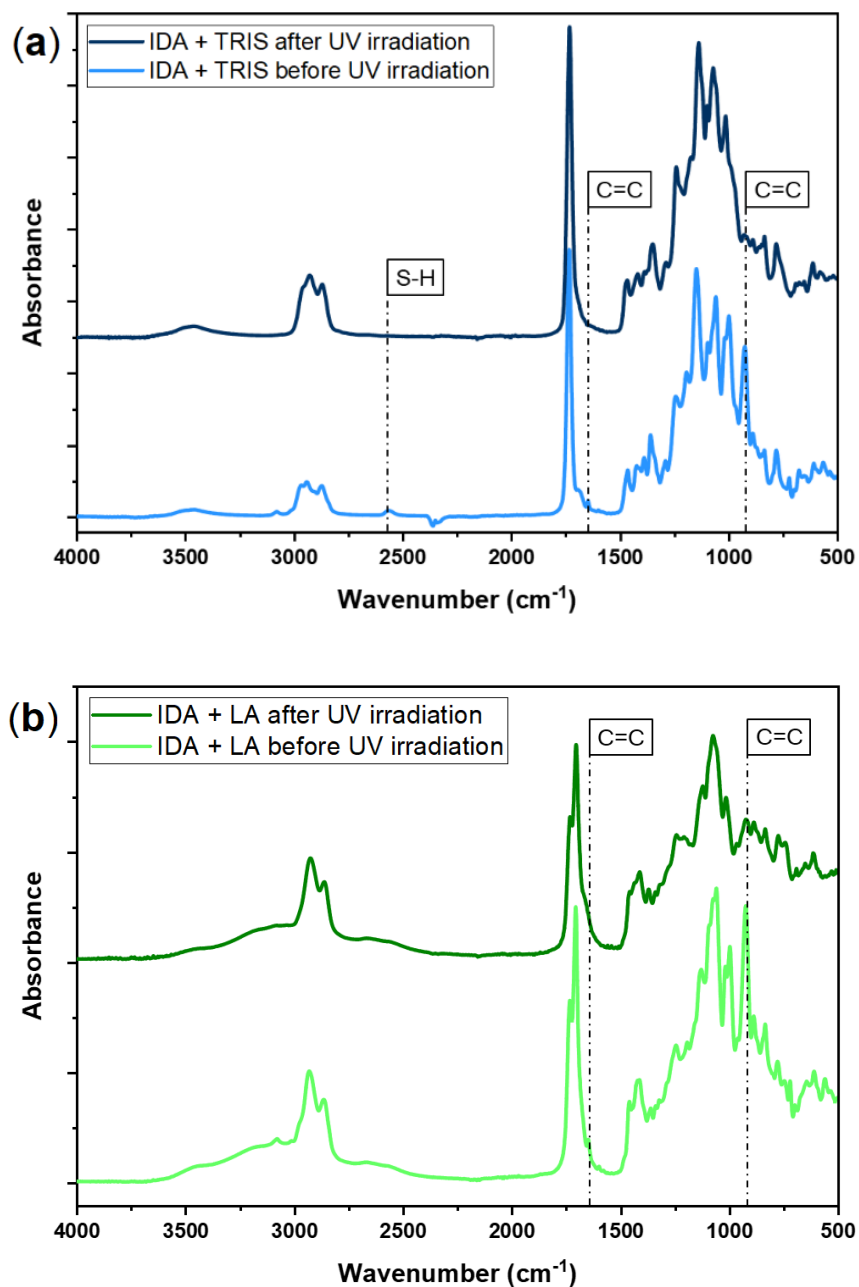 (a)
IDA + TRIS after UV irradiation
IDA + TRIS before UV irradiation
C=C
C=C
S-H
Absorbance
4000 3500 3000 2500 2000 1500 1000 500
Wavenumber (cm⁻¹)
(b)
IDA + LA after UV irradiation
IDA + LA before UV irradiation
C=C
C=C
Absorbance
4000 3500 3000 2500 2000 1500 1000 500
Wavenumber (cm⁻¹)